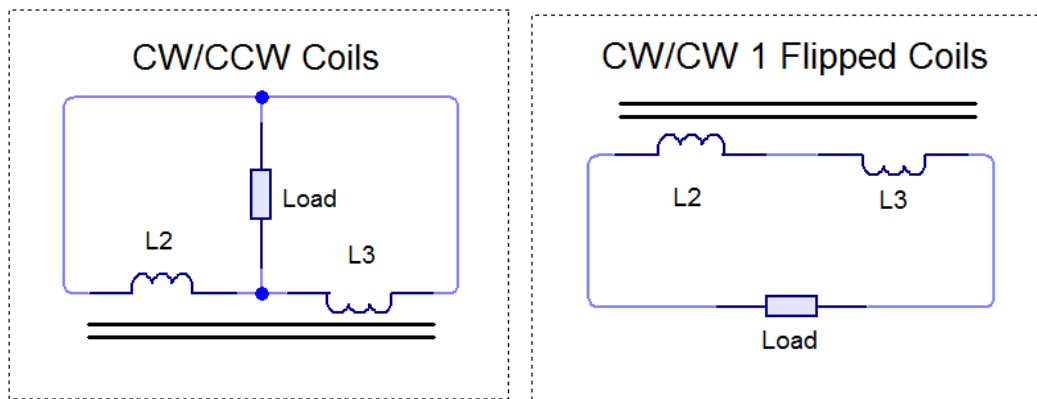 CW/CCW Coils
Load
L2
L3
CW/CW 1 Flipped Coils
L2
L3
Load